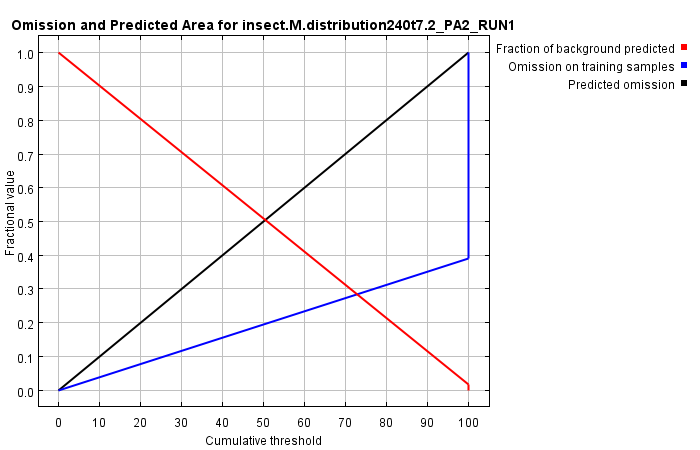 Omission and Predicted Area for insect.M.distribution240t7.2_PA2_RUN1
Fraction of background predicted
Omission on training samples
Predicted omission
1.0
0.9
0.8
0.7
0.6
0.5
0.4
0.3
0.2
0.1
0.0
Fractional value
0 10 20 30 40 50 60 70 80 90 100
Cumulative threshold